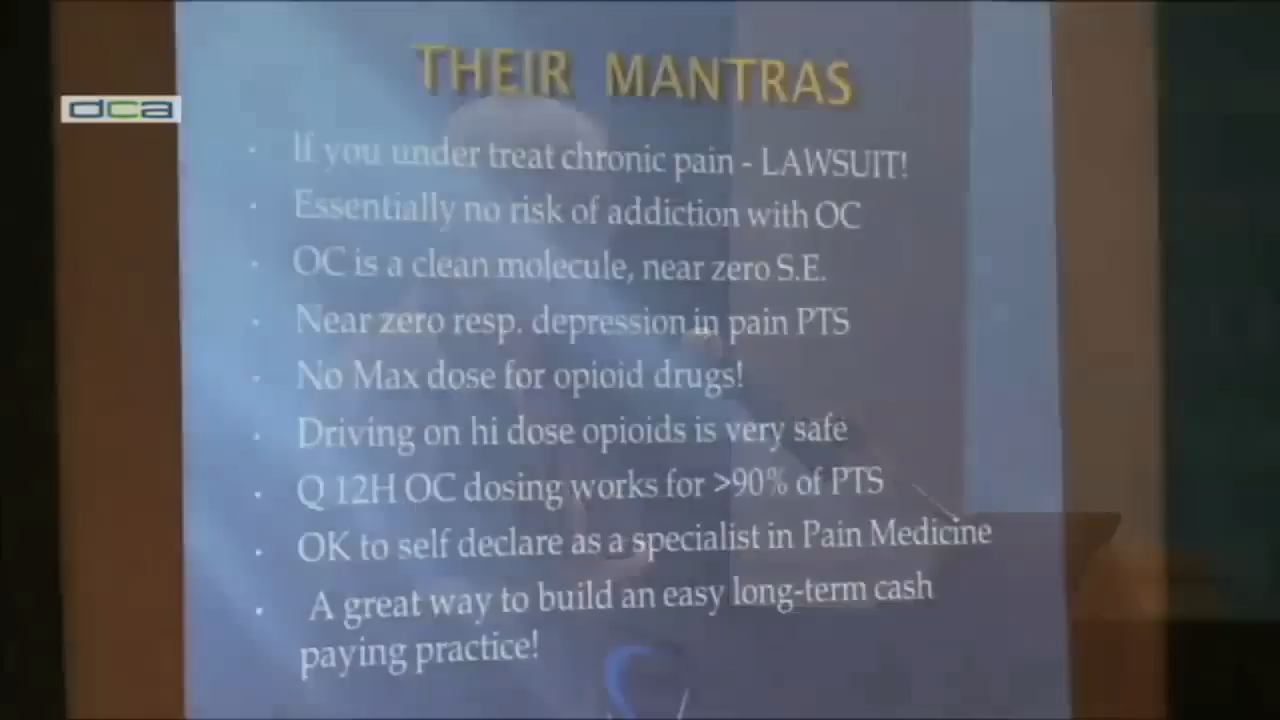 THEIR MANTRAS
dca
If you under treat chronic pain - LAWSUIT!
Essentially no risk of addiction with OC
OC is a clean molecule, near zero S.E.
Near zero resp. depression in pain PTS
No Max dose for opioid drugs!
Driving on hi dose opioids is very safe
Q 12H OC dosing works for >90% of PTS
OK to self declare as a specialist in Pain Medicine
A great way to build an easy long-term cash
paying practice!